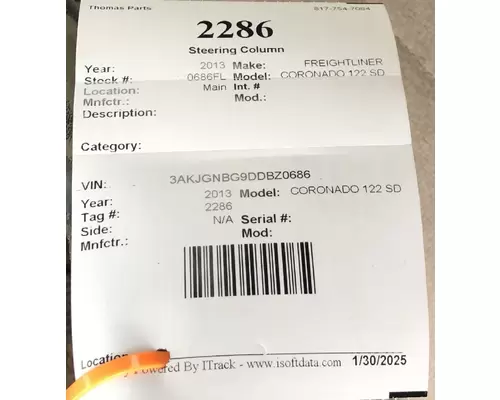 Thomas Parts 817-754-7064
2286
Steering Column
Year: 2013 Make: FREIGHTLINER
Stock #: 0686FL Model: CORONADO 122 SD
Location: Main Int. #
Mnfctr.: Mod.:
Description:
Category:
VIN: 3AKJGNBG9DDBZ0686
Year: 2013 Model: CORONADO 122 SD
Tag #: 2286
Side: N/A Serial #:
Mnfctr.: Mod:
Location
Powered By ITrack - www.isoftdata.com 1/30/2025